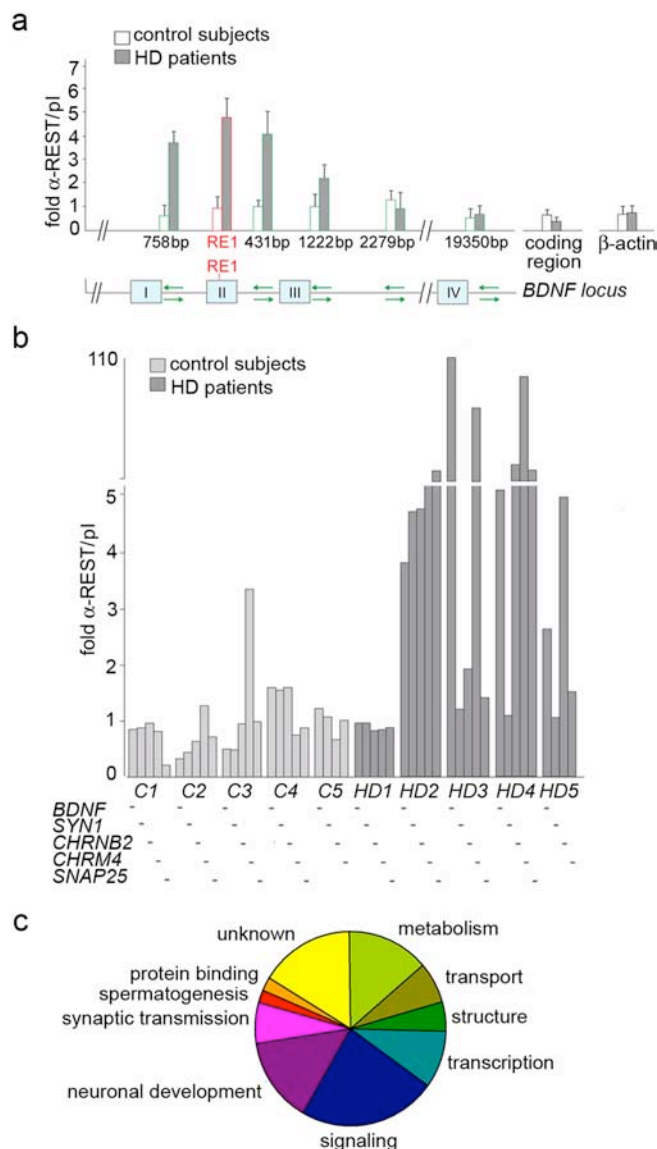 a
control subjects
HD patients
fold α-REST/pI
7
6
5
4
3
2
1
0
758bp RE1 431bp 1222bp 2279bp 19350bp coding region β-actin
RE1
I II III IV BDNF locus
b
control subjects
HD patients
fold α-REST/pI
110
5
4
2
1
0
C1 C2 C3 C4 C5 HD1 HD2 HD3 HD4 HD5
BDNF
SYN1
CHRNB2
CHRM4
SNAP25
c
unknown
metabolism
protein binding
transport
spermatogenesis
structure
synaptic transmission
transcription
neuronal development
signaling